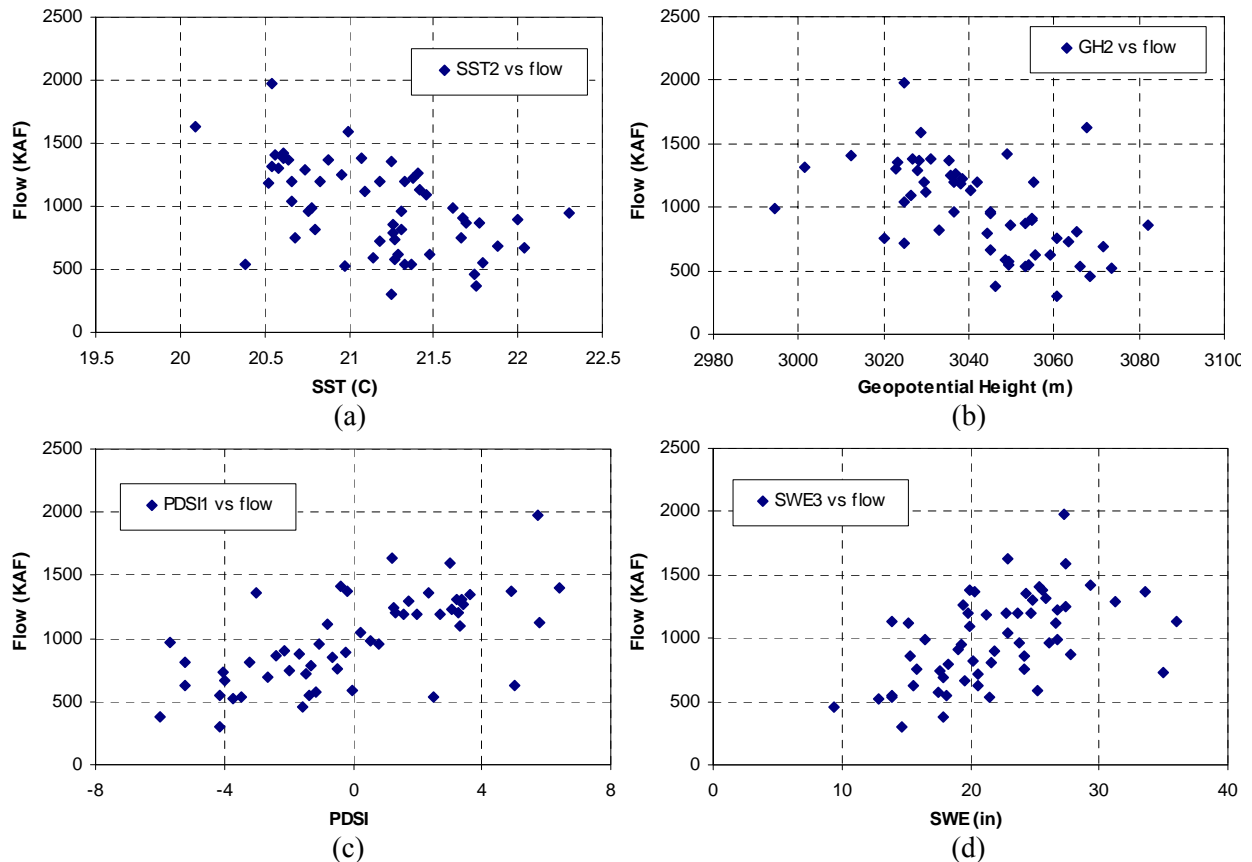 2500
2000
1500
1000
500
0
Flow (KAF)
SST2 vs flow
19.5 20 20.5 21 21.5 22 22.5
SST (C)
(a)
2500
2000
1500
1000
500
0
Flow (KAF)
GH2 vs flow
2980 3000 3020 3040 3060 3080 3100
Geopotential Height (m)
(b)
2500
2000
1500
1000
500
0
Flow (KAF)
PDSI1 vs flow
-8 -4 0 4 8
PDSI
(c)
2500
2000
1500
1000
500
0
Flow (KAF)
SWE3 vs flow
0 10 20 30 40
SWE (in)
(d)